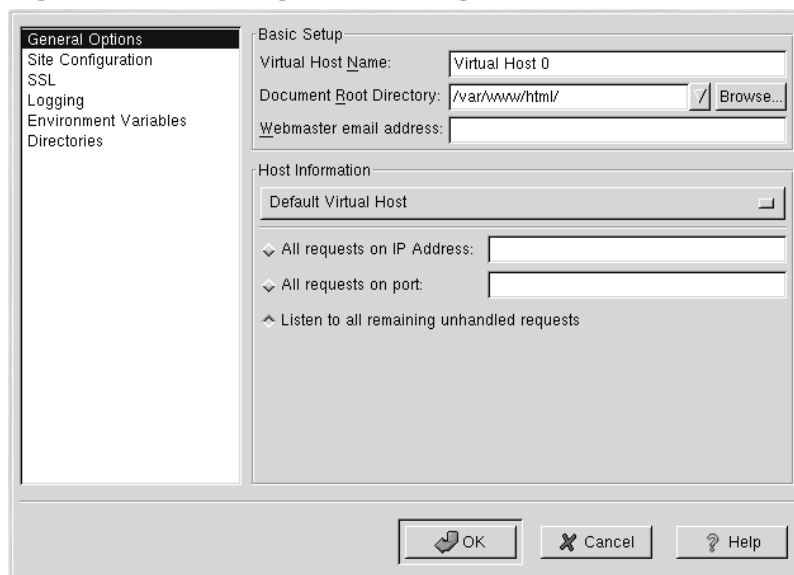 General Options
Site Configuration
SSL
Logging
Environment Variables
Directories
Basic Setup
Virtual Host Name: Virtual Host 0
Document Root Directory: /var/www/html/ Browse...
Webmaster email address:
Host Information
Default Virtual Host
All requests on IP Address:
All requests on port:
Listen to all remaining unhandled requests
OK Cancel Help